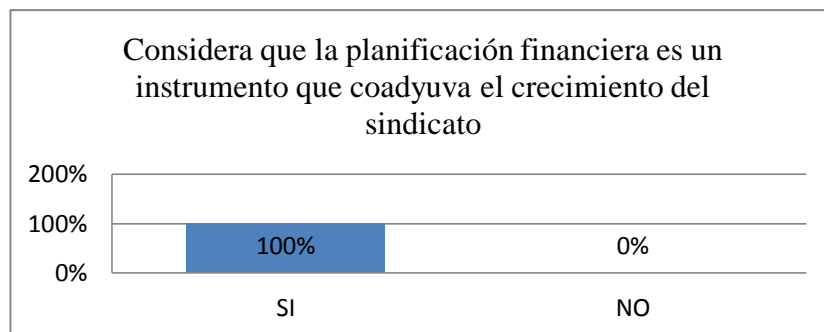 Considera que la planificación financiera es un
instrumento que coadyuva el crecimiento del
sindicato
200%
100%
0%
100%
0%
SI
NO